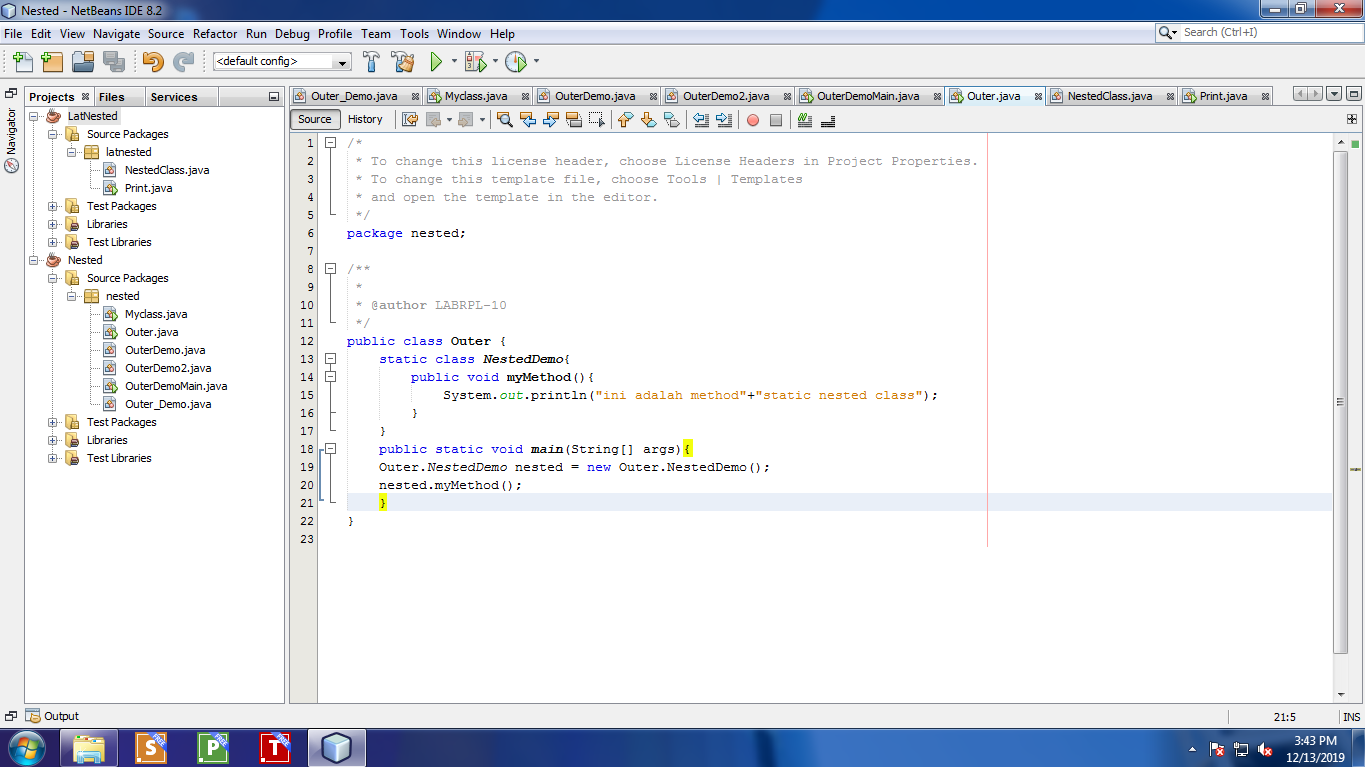 Nested - NetBeans IDE 8.2
File Edit View Navigate Source Refactor Run Debug Profile Team Tools Window Help
Search (Ctrl+I)
<default config>
Projects Files Services
Navigator
LatNested
Source Packages
latnested
NestedClass.java
Print.java
Test Packages
Libraries
Test Libraries
Nested
Source Packages
nested
Myclass.java
Outer.java
OuterDemo.java
OuterDemo2.java
OuterDemoMain.java
Outer_Demo.java
Test Packages
Libraries
Test Libraries
Outer_Demo.java Myclass.java OuterDemo.java OuterDemo2.java OuterDemoMain.java Outer.java NestedClass.java Print.java
Source History
1 /*
2 * To change this license header, choose License Headers in Project Properties.
3 * To change this template file, choose Tools | Templates
4 * and open the template in the editor.
5 */
6 package nested;
7
8 /**
9 *
10 * @author LABRPL-10
11 */
12 public class Outer {
13 static class NestedDemo{
14 public void myMethod(){
15 System.out.println("ini adalah method"+"static nested class");
16 }
17 }
18 public static void main(String[] args){
19 Outer.NestedDemo nested = new Outer.NestedDemo();
20 nested.myMethod();
21 }
22 }
23
Output
21:5 INS
S FREE P FREE T FREE
3:43 PM
12/13/2019